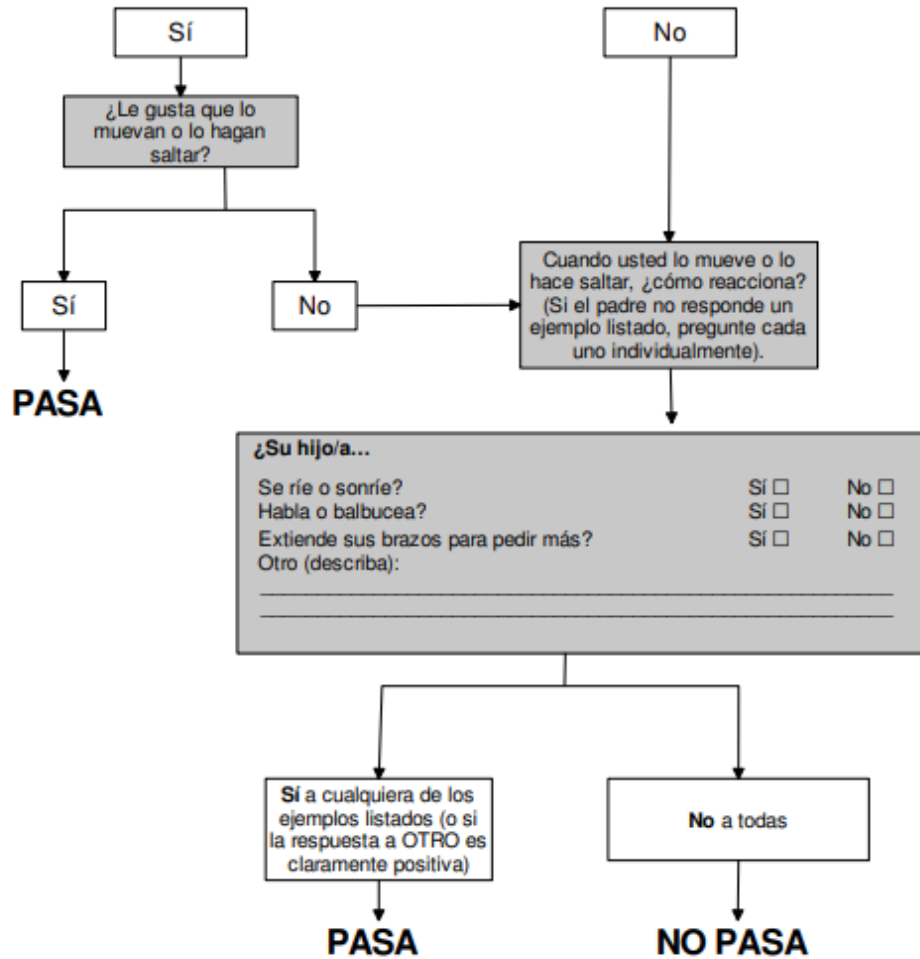 Sí
No
¿Le gusta que lo
muevan o lo hagan
saltar?
Sí
No
Cuando usted lo mueve o lo
hace saltar, ¿cómo reacciona?
(Si el padre no responde un
ejemplo listado, pregunte cada
uno individualmente).
PASA
¿Su hijo/a…
Se ríe o sonríe? Sí ☐ No ☐
Habla o balbucea? Sí ☐ No ☐
Extiende sus brazos para pedir más? Sí ☐ No ☐
Otro (describa):
Sí a cualquiera de los
ejemplos listados (o si
la respuesta a OTRO es
claramente positiva)
No a todas
PASA
NO PASA